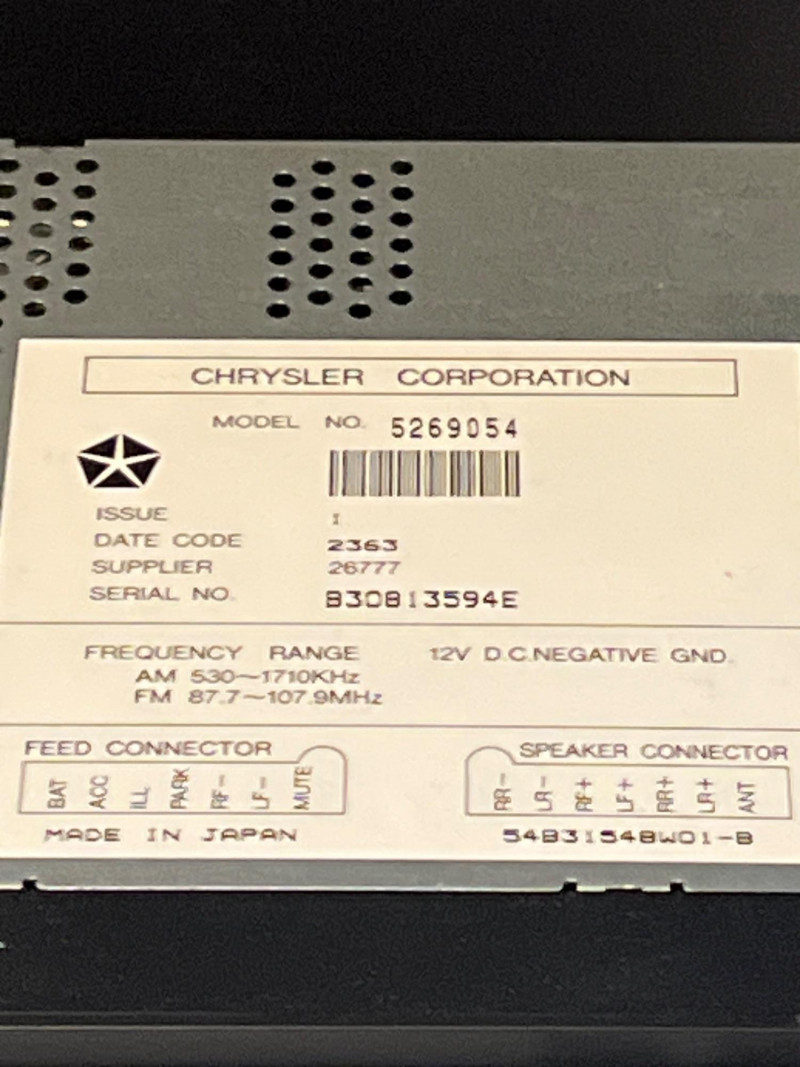 CHRYSLER CORPORATION
MODEL NO. 5269054
ISSUE I
DATE CODE 2363
SUPPLIER 26777
SERIAL NO. B30813594E
FREQUENCY RANGE
AM 530~1710KHz
FM 87.7~107.9MHz
12V D.C.NEGATIVE GND.
FEED CONNECTOR
BAT ACC ILL PARK RF- LF- MUTE
MADE IN JAPAN
SPEAKER CONNECTOR
RR- LR- RF+ LF+ RR+ LR+ ANT
54B31548W01-B